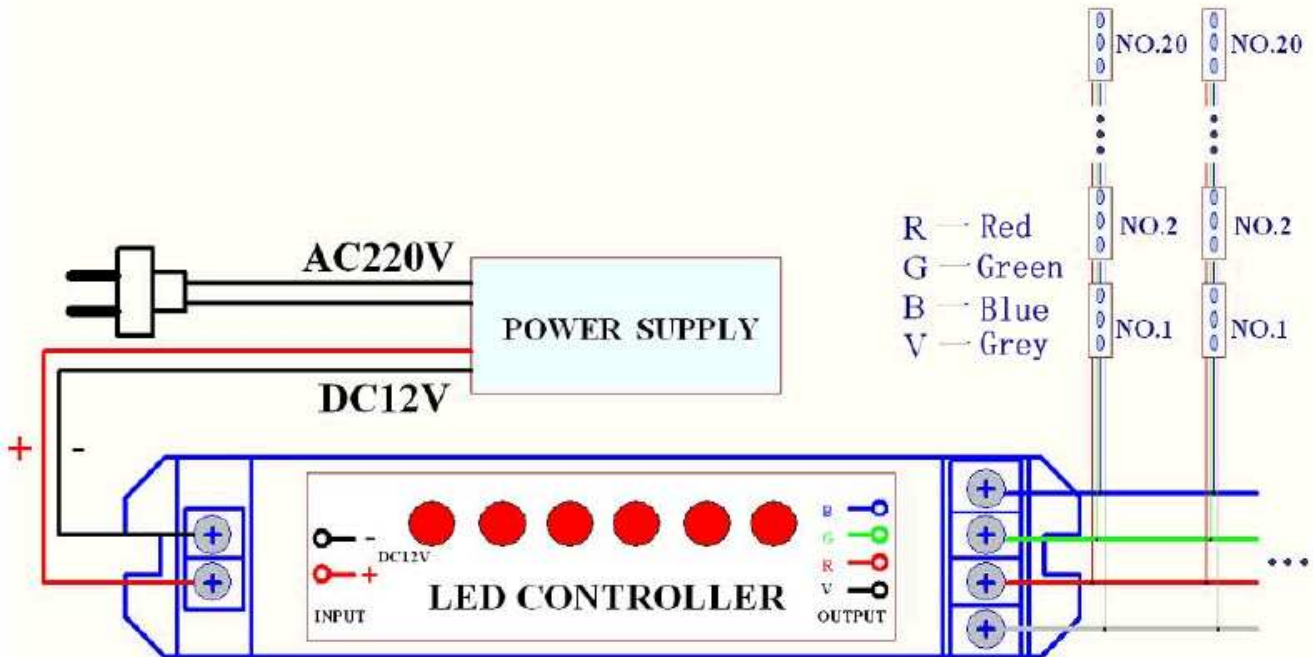 NO.20 NO.20
R — Red
G — Green
B — Blue
V — Grey
NO.2 NO.2
NO.1 NO.1
AC220V
POWER SUPPLY
DC12V
+ -
B
G
R
V
-
DC12V
+
INPUT
LED CONTROLLER
OUTPUT